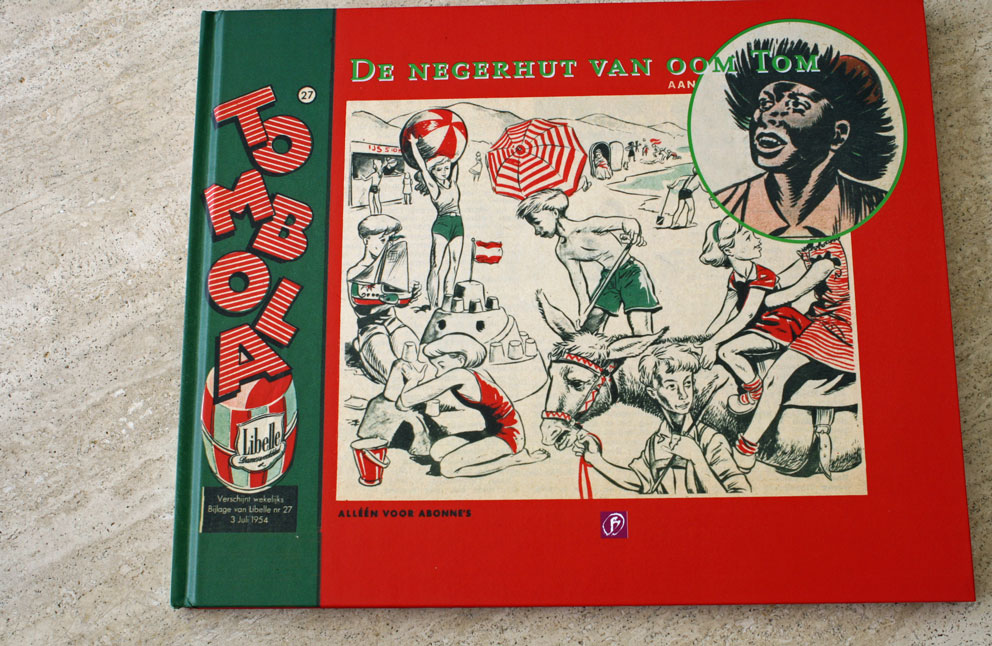 DE NEGERHUT VAN OOM TOM
AAN
27
TOMBOLA
Libelle
Verschijnt wekelijks
Bijlage van Libelle nr 27
3 Juli 1954
ALLÉÉN VOOR ABONNE'S